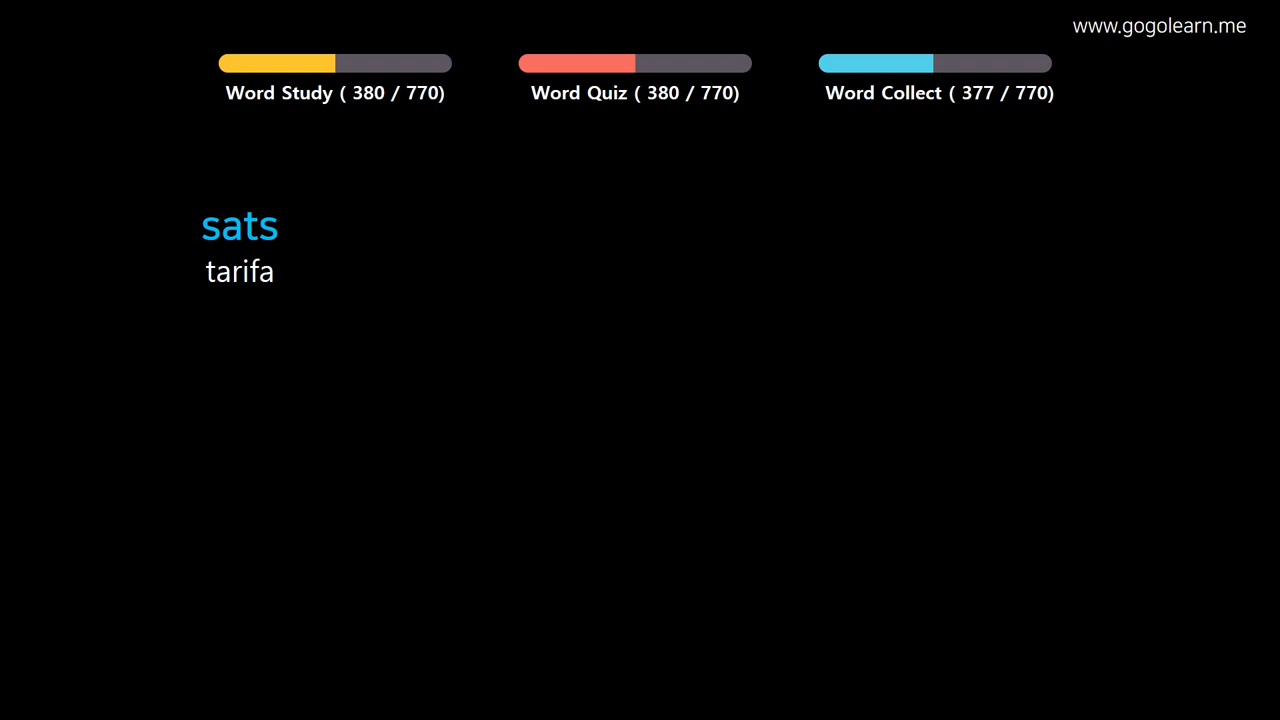 www.gogolearn.me
Word Study ( 380 / 770)
Word Quiz ( 380 / 770)
Word Collect ( 377 / 770)
sats
tarifa